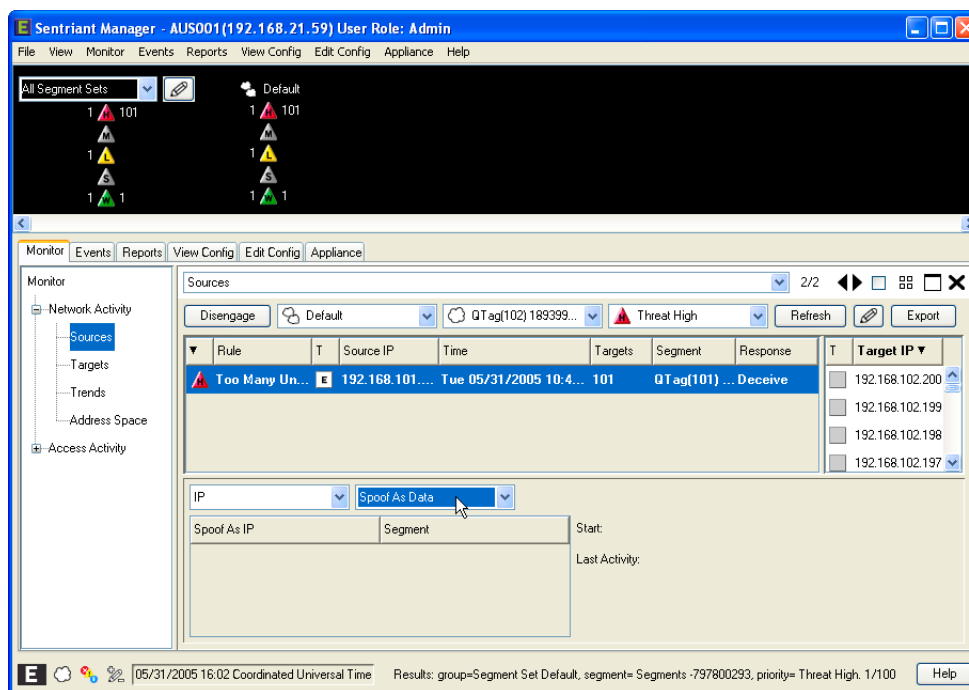 E Sentriant Manager - AUS001(192.168.21.59) User Role: Admin
File View Monitor Events Reports View Config Edit Config Appliance Help
All Segment Sets Default
1 H 101 1 H 101
M M
1 L 1 L
S S
1 1 1 1
Monitor Events Reports View Config Edit Config Appliance
Monitor
Network Activity
Sources
Targets
Trends
Address Space
Access Activity
Sources 2/2
Disengage Default QTag(102) 189399... Threat High Refresh Export
Rule T Source IP Time Targets Segment Response T Target IP
H Too Many Un... E 192.168.101.... Tue 05/31/2005 10:4... 101 QTag(101) ... Deceive
192.168.102.200
192.168.102.199
192.168.102.198
192.168.102.197
IP Spoof As Data
Spoof As IP Segment
Start:
Last Activity:
E 05/31/2005 16:02 Coordinated Universal Time Results: group=Segment Set Default, segment= Segments -797800293, priority= Threat High. 1/100 Help